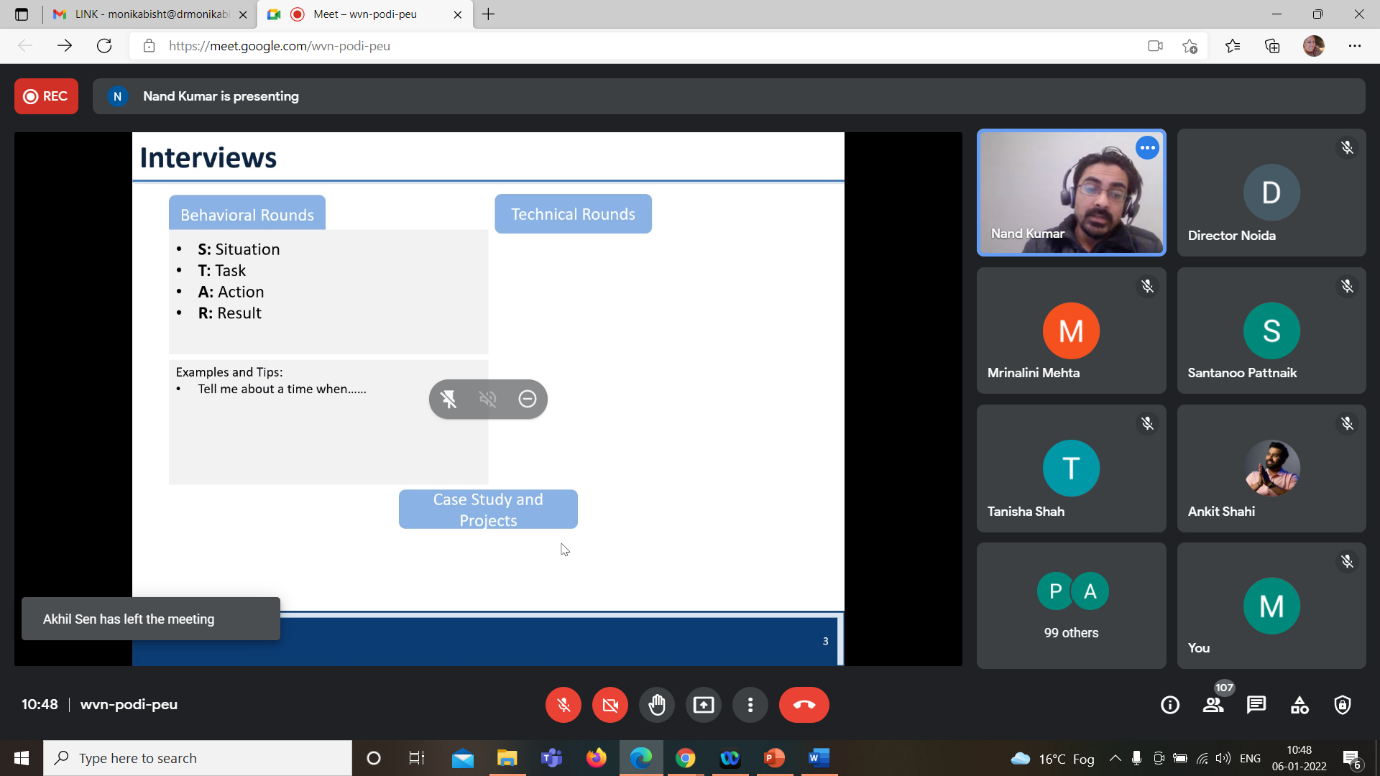 LINK - monikabisht@drmonikabi
Meet – wvn-podi-peu
https://meet.google.com/wvn-podi-peu
REC
N
Nand Kumar is presenting
Interviews
Behavioral Rounds
Technical Rounds
• S: Situation
• T: Task
• A: Action
• R: Result
Examples and Tips:
• Tell me about a time when......
Case Study and
Projects
3
Akhil Sen has left the meeting
Nand Kumar
D
Director Noida
M
Mrinalini Mehta
S
Santanoo Pattnaik
T
Tanisha Shah
Ankit Shahi
P A
99 others
M
You
10:48 | wvn-podi-peu
107
Type here to search
16°C Fog
ENG
10:48
06-01-2022
6